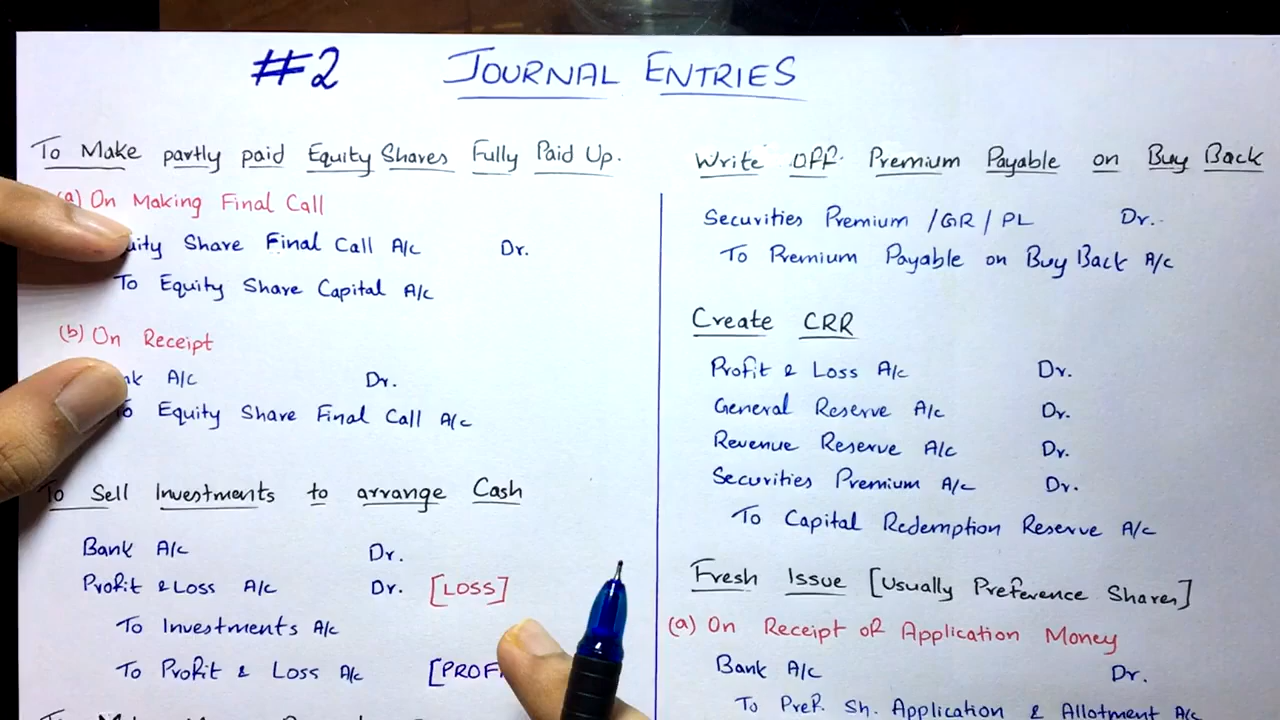 #2 JOURNAL ENTRIES
To Make partly paid Equity Shares Fully Paid Up.
(a) On Making Final Call
Share Final Call A/c Dr.
To Equity Share Capital A/c
(b) On Receipt
A/c Dr.
Equity Share Final Call A/c
To Sell Investments to arrange Cash
Bank A/c Dr.
Profit & Loss A/c Dr. [LOSS]
To Investments A/c
To Profit & Loss A/c
Write Off Premium Payable on Buy Back
Securities Premium /GR / PL Dr.
To Premium Payable on Buy Back A/c
Create CRR
Profit & Loss A/c Dr.
General Reserve A/c Dr.
Revenue Reserve A/c Dr.
Securities Premium A/c Dr.
To Capital Redemption Reserve A/c
Fresh Issue [Usually Preference Shares]
(a) On Receipt of Application Money
Bank A/c Dr.
To Pref. Sh. Application & Allotment A/c